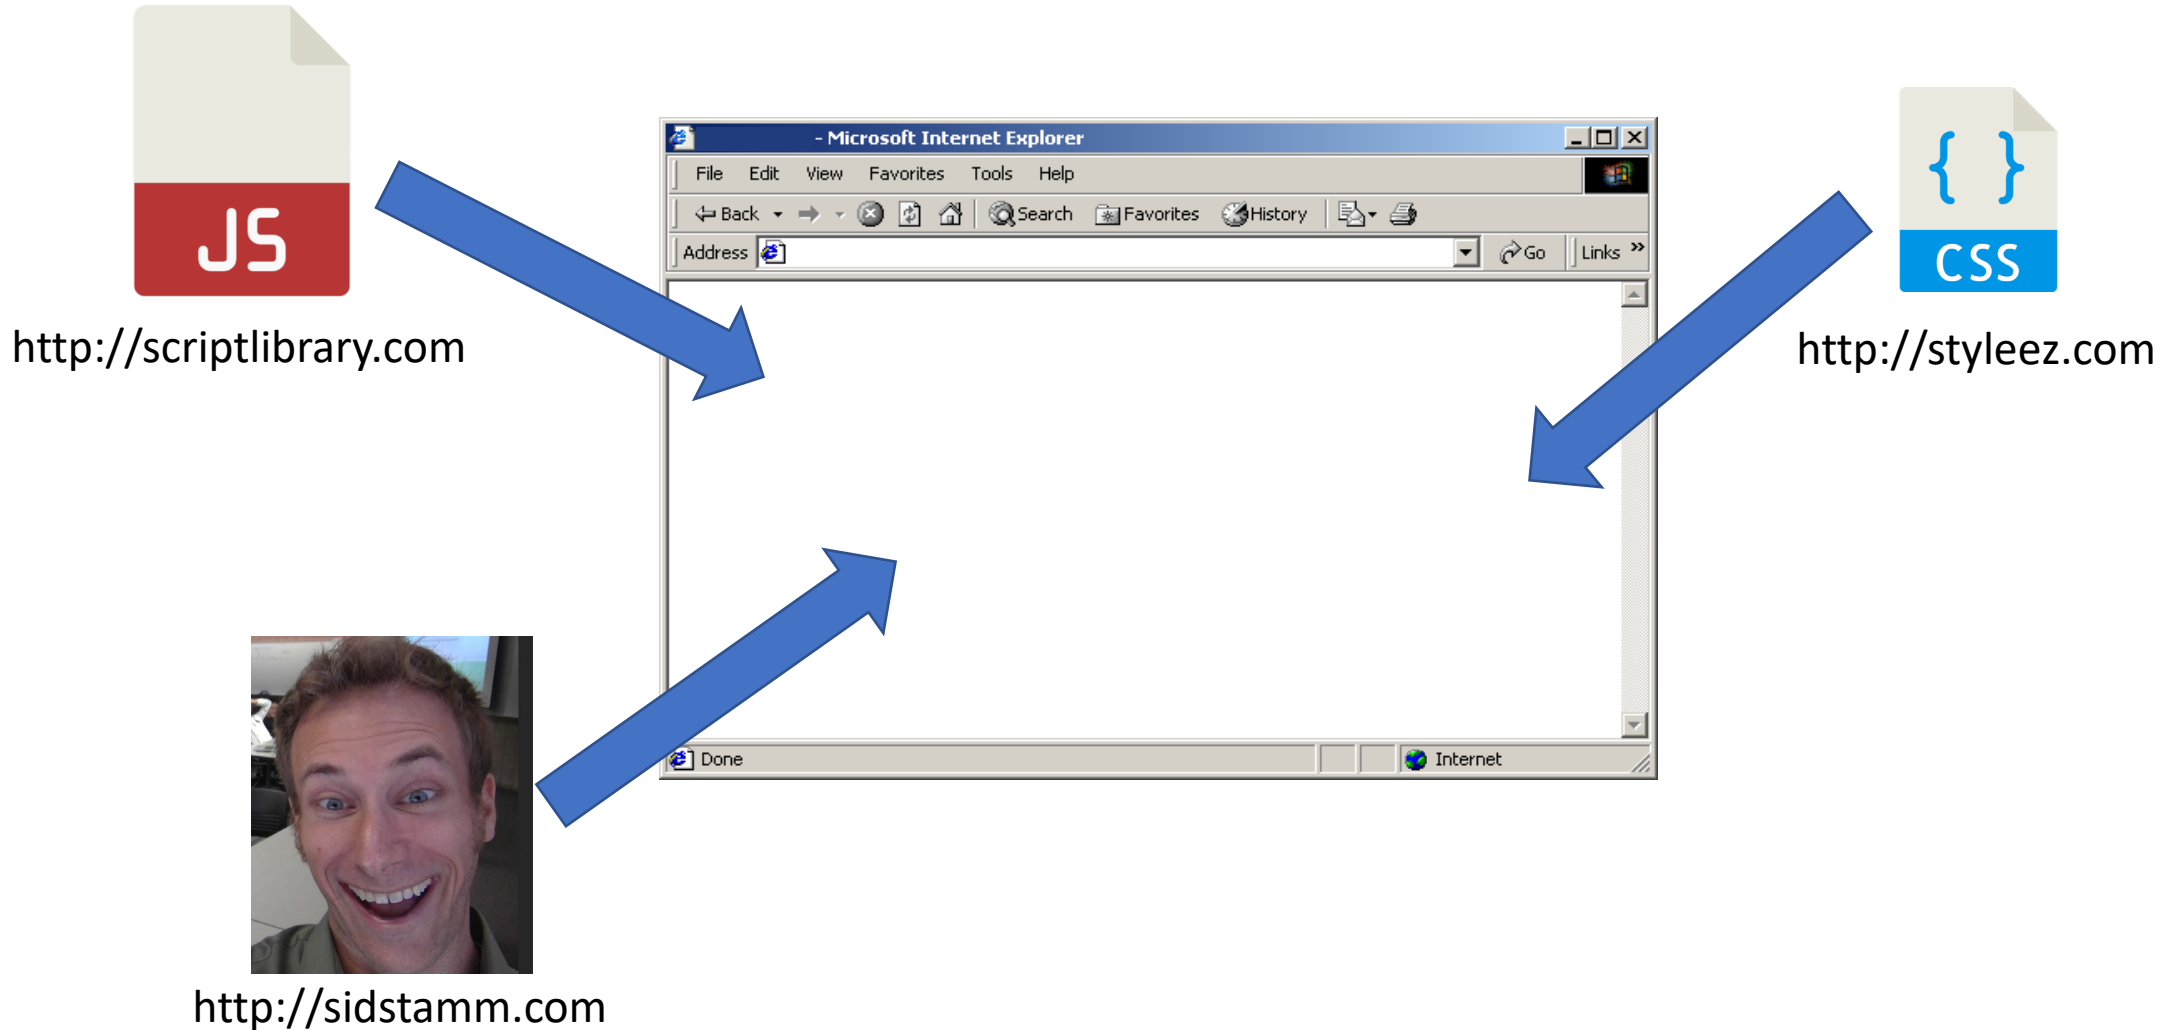 JS
http://scriptlibrary.com
- Microsoft Internet Explorer
File Edit View Favorites Tools Help
Back Search Favorites History
Address Go Links »
Done Internet
{ }
CSS
http://styleez.com
http://sidstamm.com